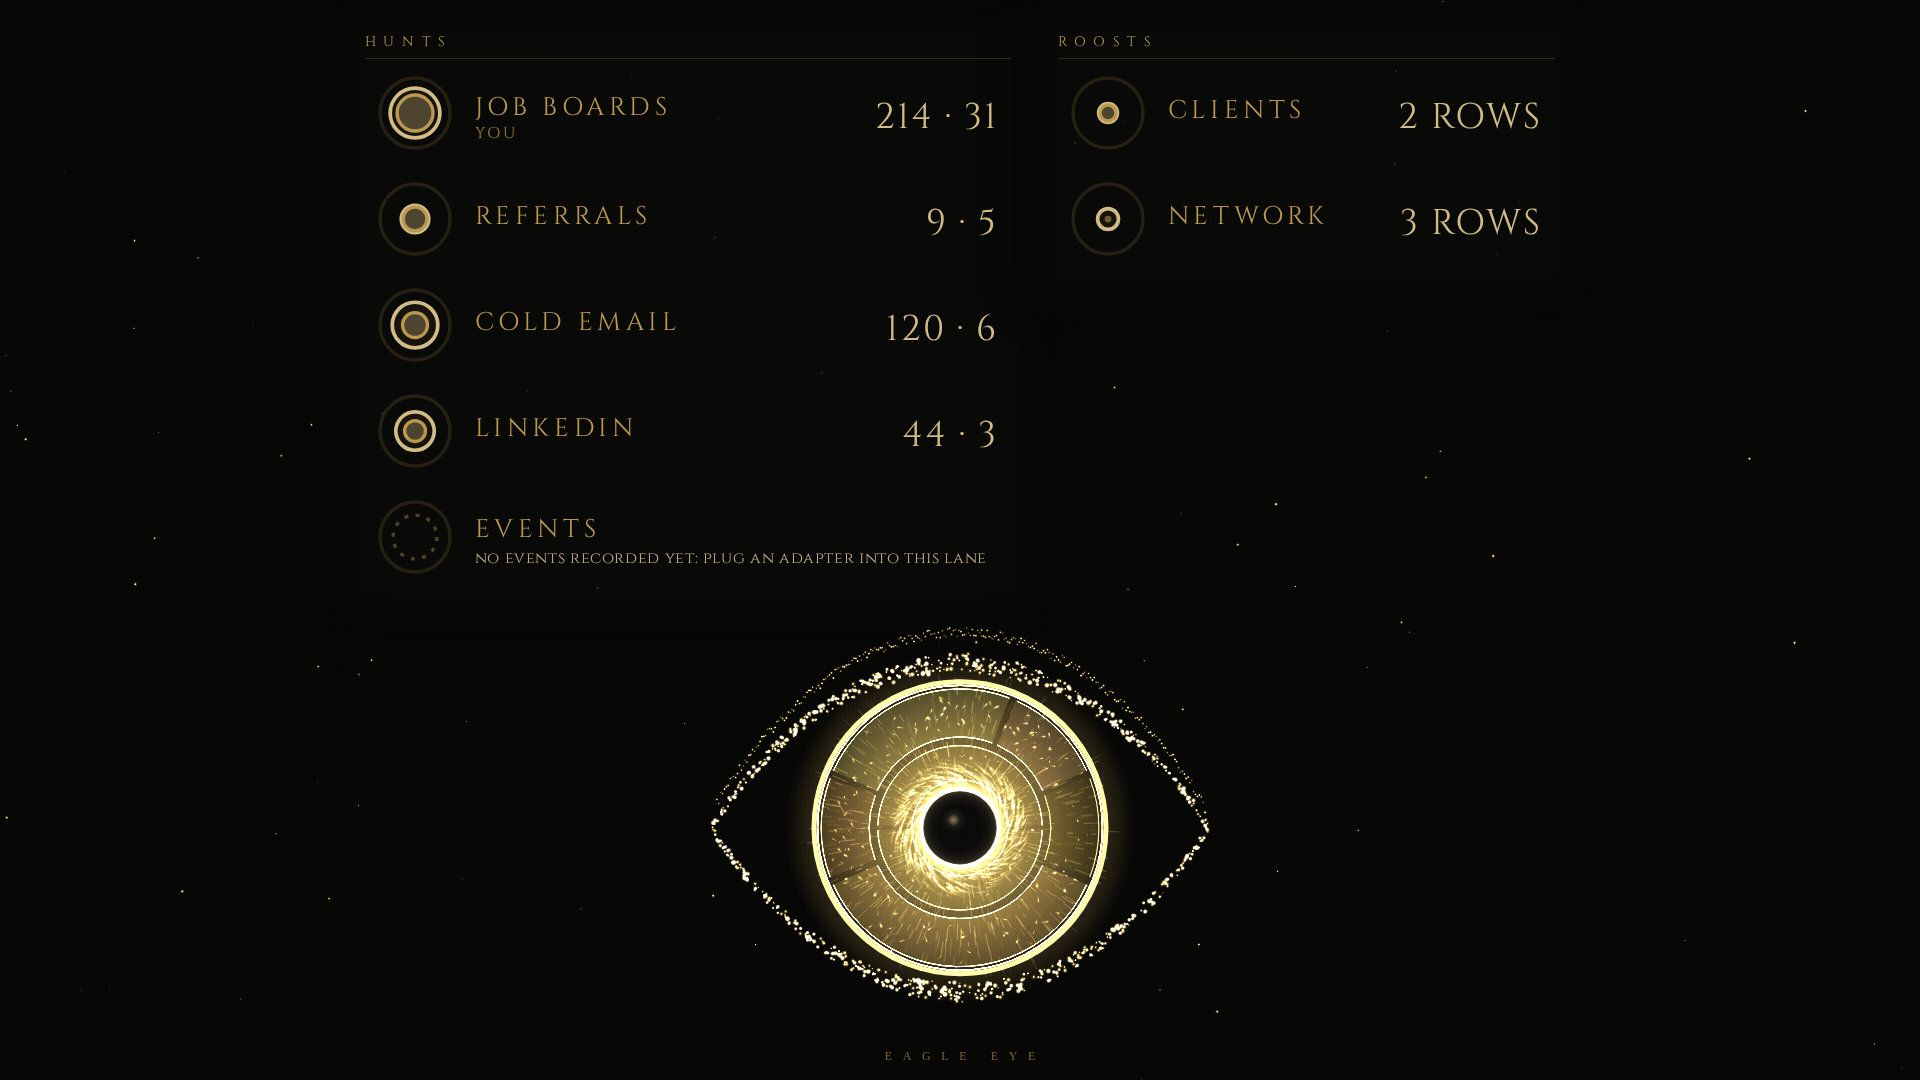 HUNTS
JOB BOARDS
YOU
214 · 31
REFERRALS
9 · 5
COLD EMAIL
120 · 6
LINKEDIN
44 · 3
EVENTS
NO EVENTS RECORDED YET: PLUG AN ADAPTER INTO THIS LANE
ROOSTS
CLIENTS
2 ROWS
NETWORK
3 ROWS
EAGLE EYE